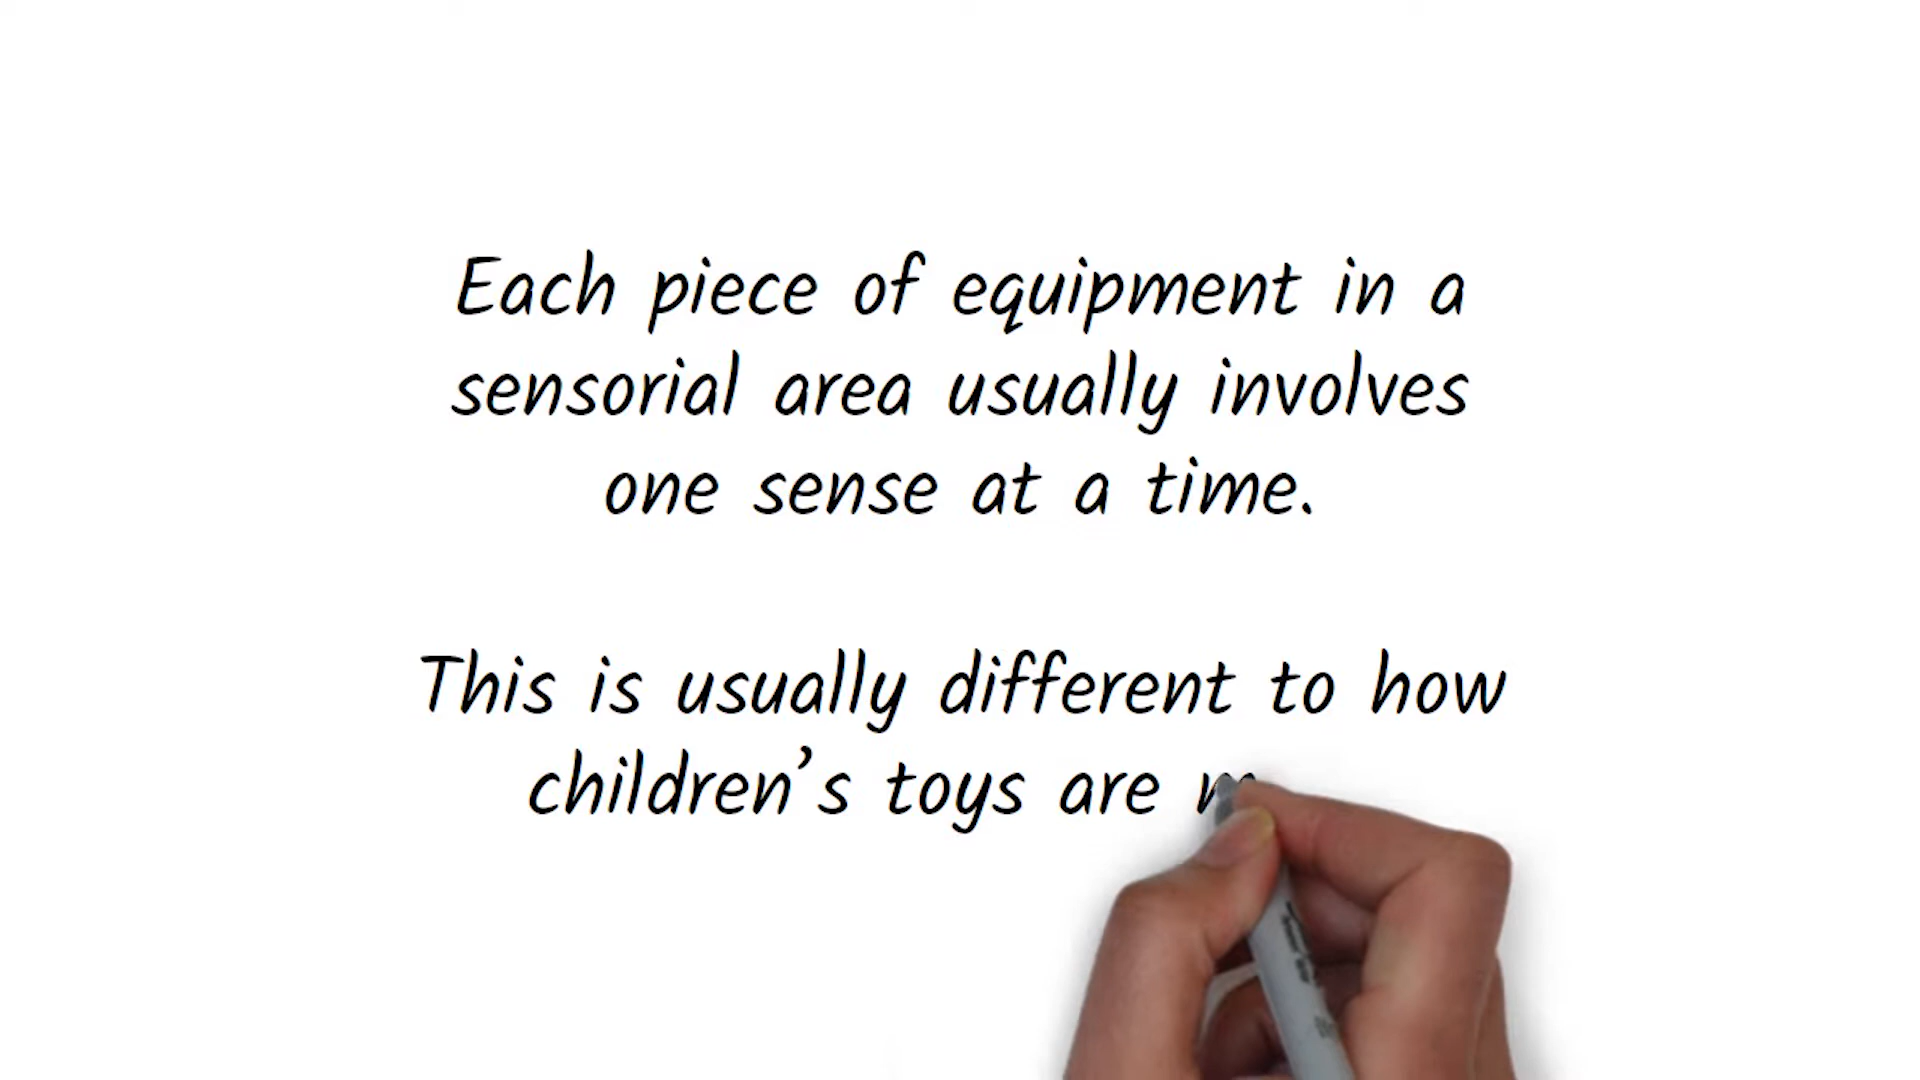 Each piece of equipment in a
sensorial area usually involves
one sense at a time.
This is usually different to how
children’s toys are